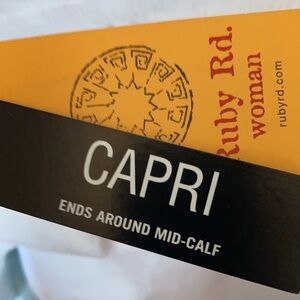 Ruby Rd.
woman
rubyrd.com
CAPRI
ENDS AROUND MID-CALF